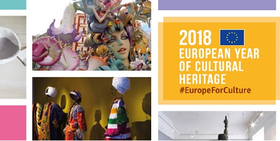 2018
EUROPEAN YEAR
OF CULTURAL
HERITAGE
#EuropeForCulture